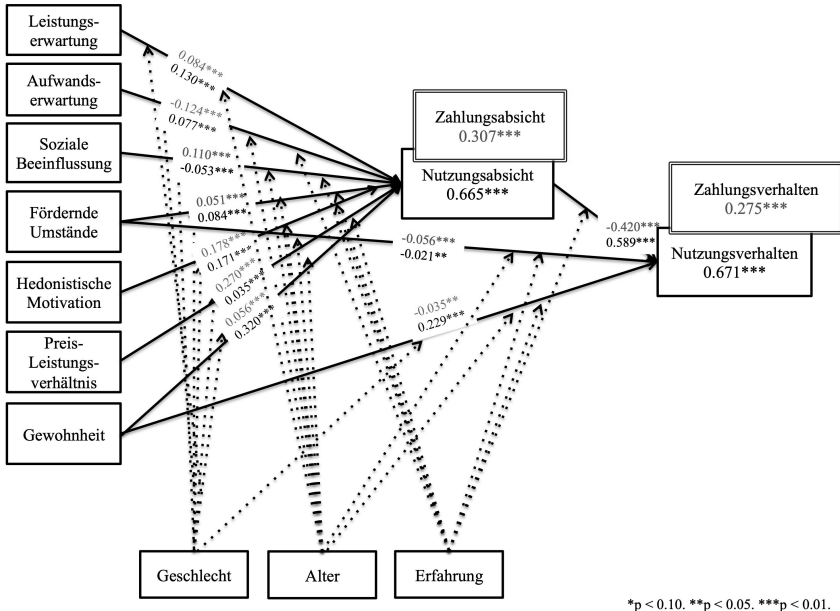 Leistungs-
erwartung
Aufwands-
erwartung
Soziale
Beeinflussung
Fördernde
Umstände
Hedonistische
Motivation
Preis-
Leistungs-
verhältnis
Gewohnheit
0.084***
0.130***
-0.124***
0.077***
0.110***
-0.053***
0.051***
0.084***
0.178***
0.171***
0.270***
0.035***
0.056***
0.320***
Zahlungsabsicht
0.307***
Nutzungsabsicht
0.665***
-0.056***
-0.021**
-0.035**
0.229***
-0.420***
0.589***
Zahlungsverhalten
0.275***
Nutzungsverhalten
0.671***
Geschlecht
Alter
Erfahrung
*p < 0.10. **p < 0.05. ***p < 0.01.